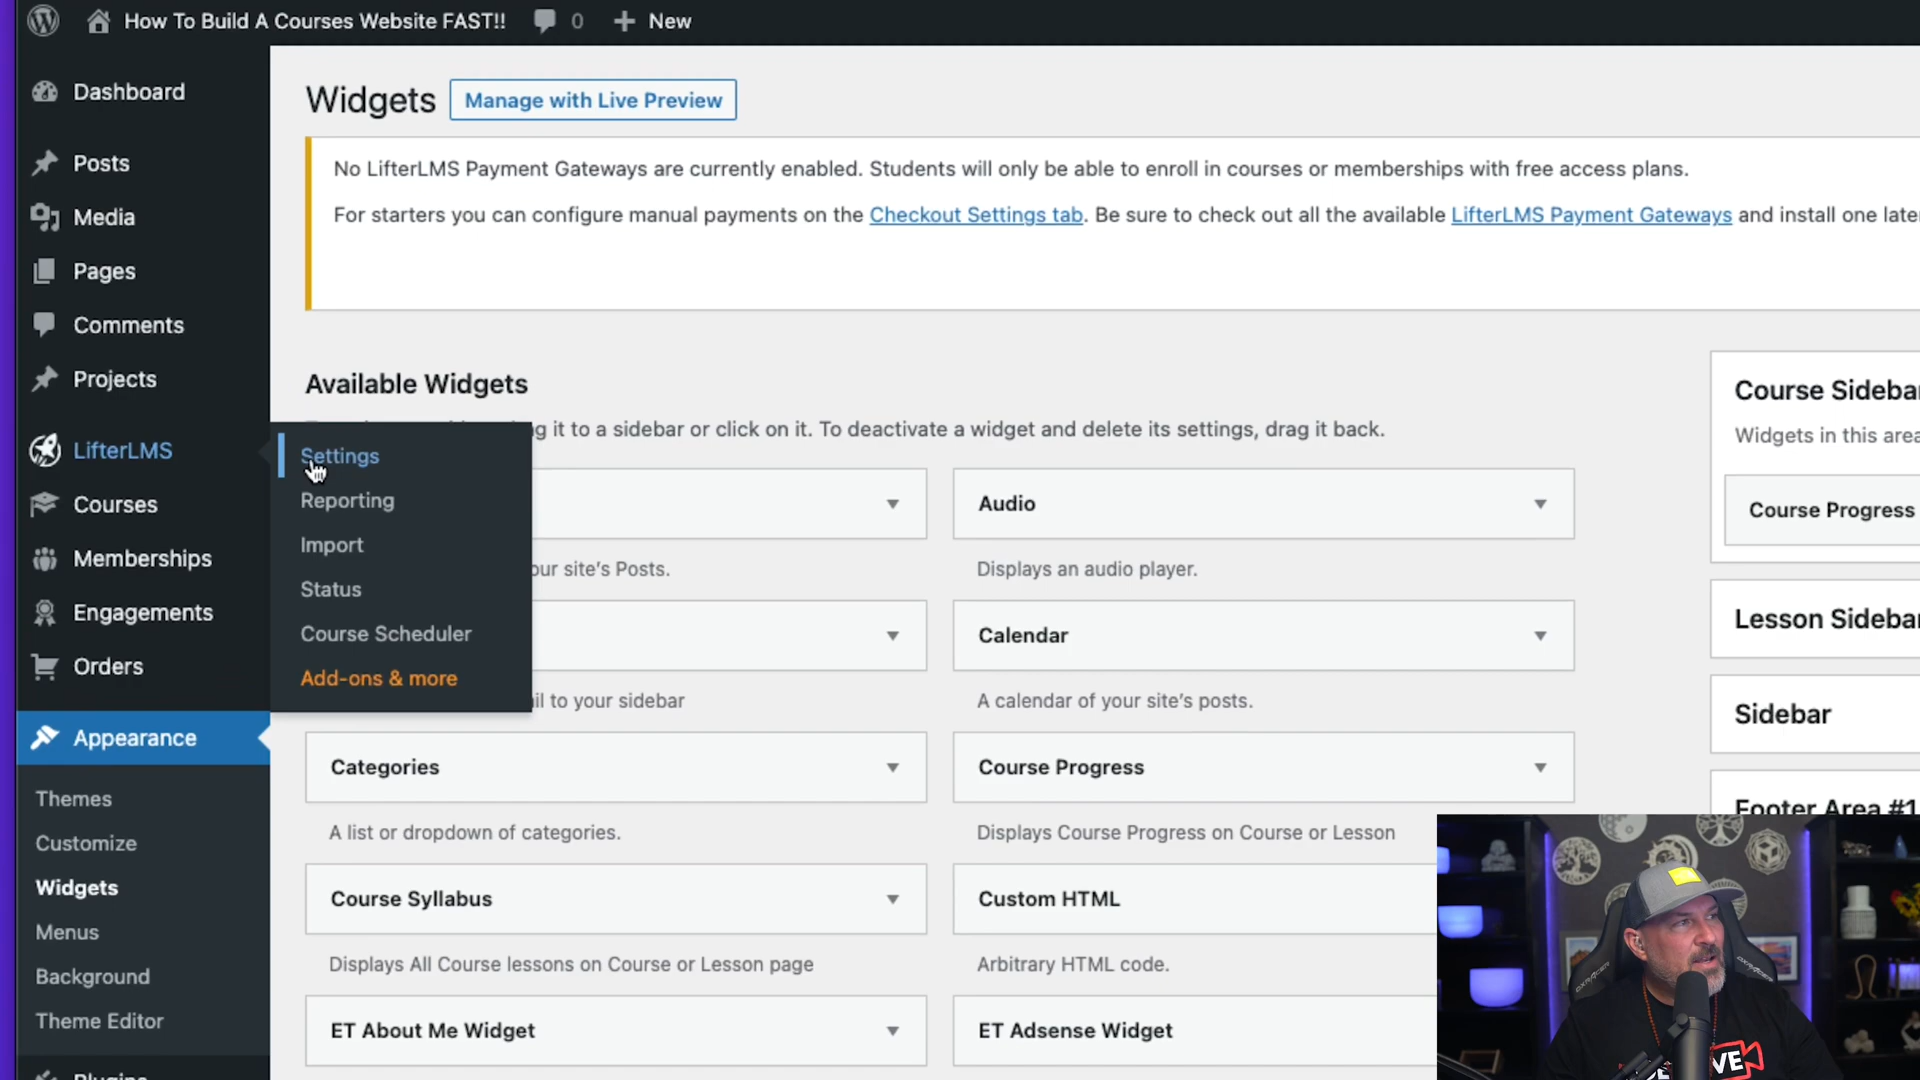 How To Build A Courses Website FAST!! 0 New
Dashboard
Posts
Media
Pages
Comments
Projects
LifterLMS
Courses
Memberships
Engagements
Orders
Appearance
Themes
Customize
Widgets
Menus
Background
Theme Editor
Settings
Reporting
Import
Status
Course Scheduler
Add-ons & more
Widgets Manage with Live Preview
No LifterLMS Payment Gateways are currently enabled. Students will only be able to enroll in courses or memberships with free access plans.
For starters you can configure manual payments on the Checkout Settings tab. Be sure to check out all the available LifterLMS Payment Gateways and install one
Available Widgets
it to a sidebar or click on it. To deactivate a widget and delete its settings, drag it back.
Audio
site's Posts.
Displays an audio player.
Calendar
to your sidebar
A calendar of your site's posts.
Categories
Course Progress
A list or dropdown of categories.
Displays Course Progress on Course or Lesson
Course Syllabus
Custom HTML
Displays All Course lessons on Course or Lesson page
Arbitrary HTML code.
ET About Me Widget
ET Adsense Widget
Course
Widgets in this
Course Progress
Lesson
Sidebar
Footer Area #1